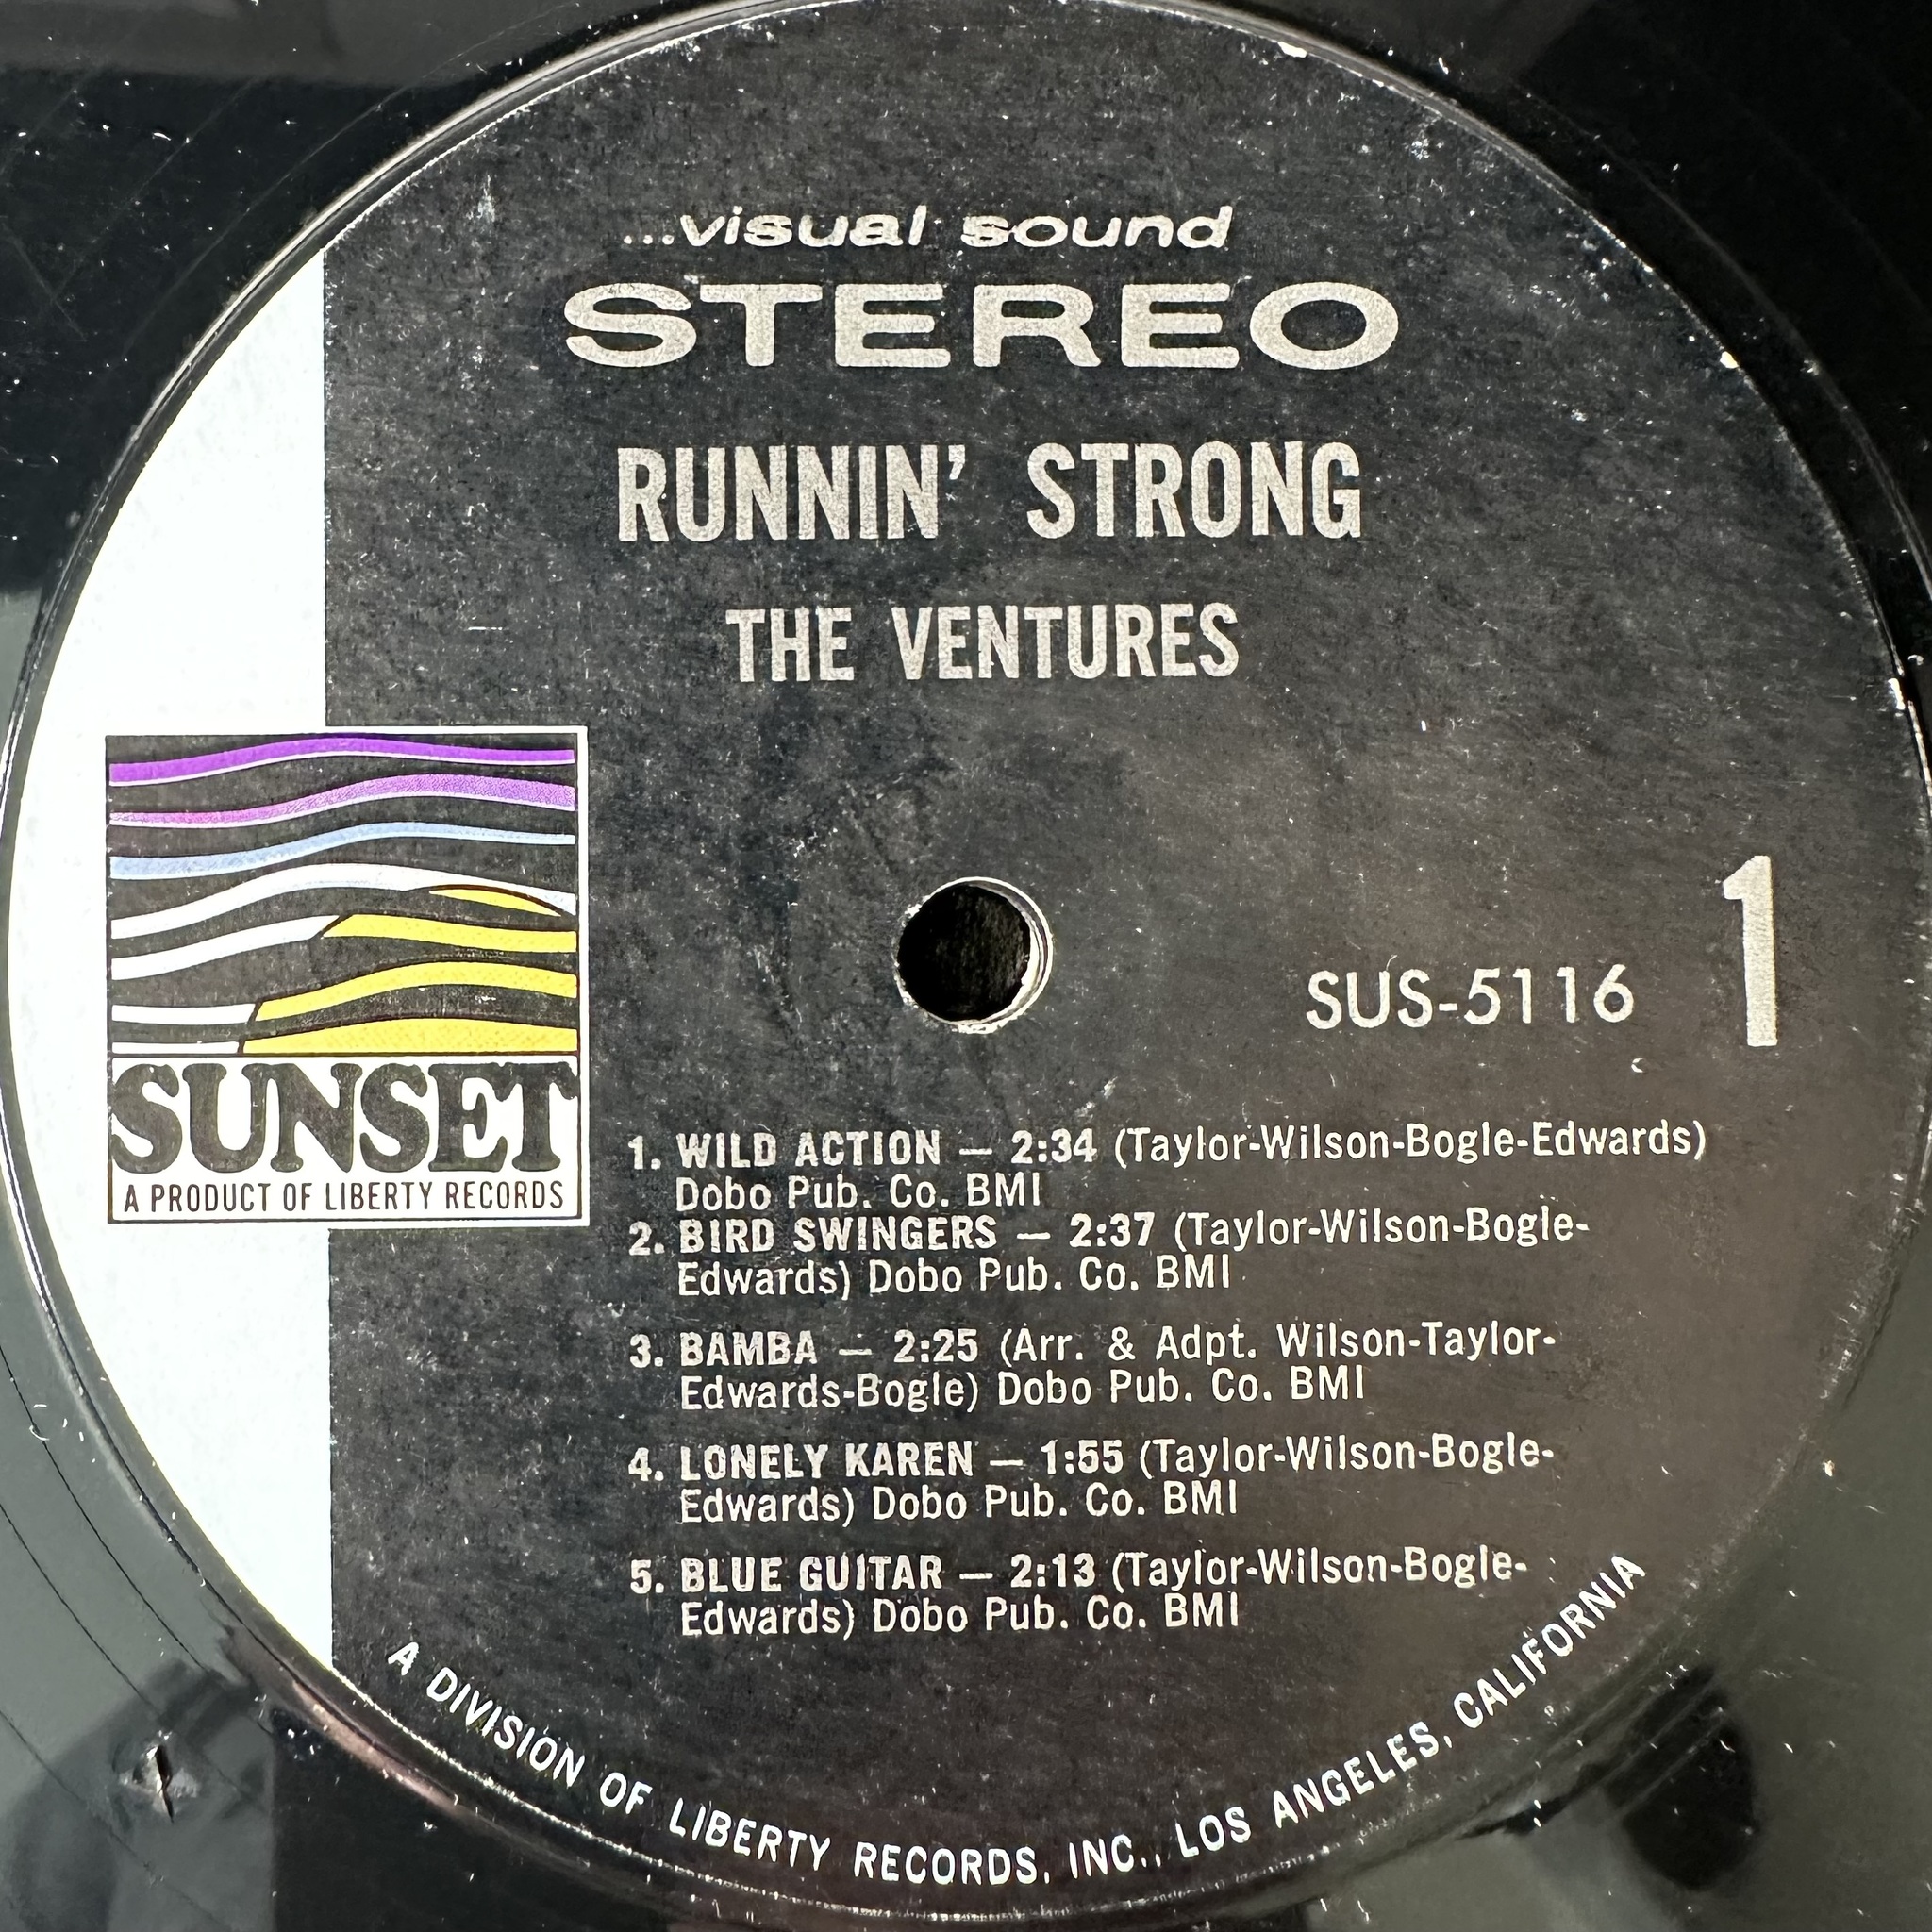 ...visual sound
STEREO
RUNNIN' STRONG
THE VENTURES
SUNSET
A PRODUCT OF LIBERTY RECORDS
SUS-5116
1
1. WILD ACTION — 2:34 (Taylor-Wilson-Bogle-Edwards)
Dobo Pub. Co. BMI
2. BIRD SWINGERS — 2:37 (Taylor-Wilson-Bogle-
Edwards) Dobo Pub. Co. BMI
3. BAMBA — 2:25 (Arr. & Adpt. Wilson-Taylor-
Edwards-Bogle) Dobo Pub. Co. BMI
4. LONELY KAREN — 1:55 (Taylor-Wilson-Bogle-
Edwards) Dobo Pub. Co. BMI
5. BLUE GUITAR — 2:13 (Taylor-Wilson-Bogle-
Edwards) Dobo Pub. Co. BMI
A DIVISION OF LIBERTY RECORDS, INC., LOS ANGELES, CALIFORNIA